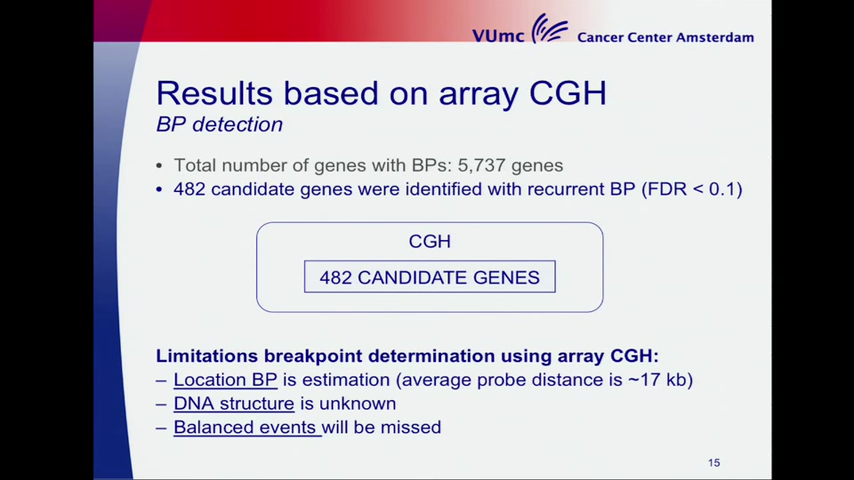 VUmc Cancer Center Amsterdam
Results based on array CGH
BP detection
• Total number of genes with BPs: 5,737 genes
• 482 candidate genes were identified with recurrent BP (FDR < 0.1)
CGH
482 CANDIDATE GENES
Limitations breakpoint determination using array CGH:
– Location BP is estimation (average probe distance is ~17 kb)
– DNA structure is unknown
– Balanced events will be missed
15